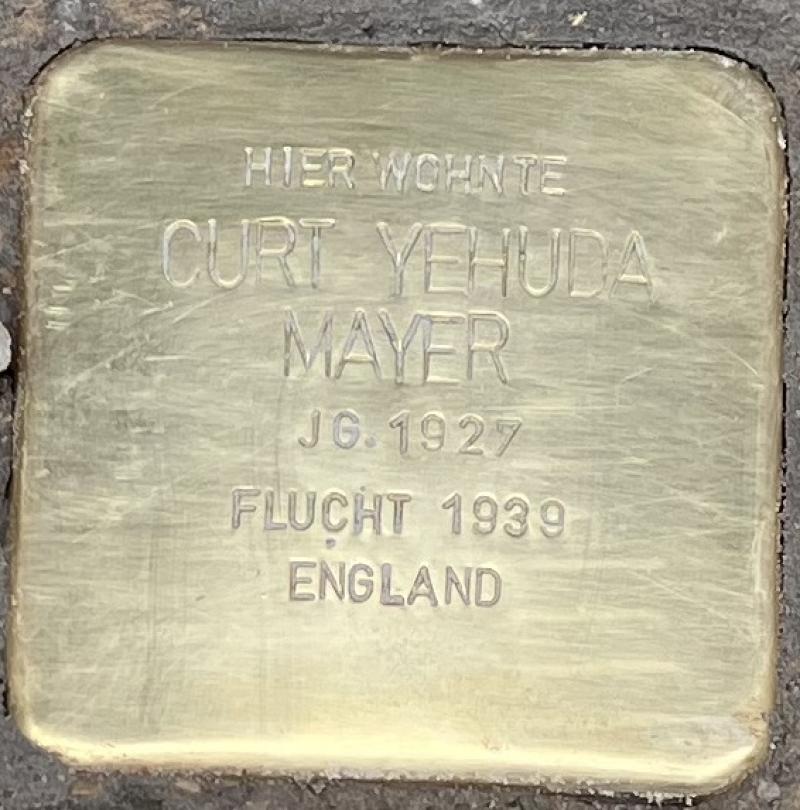 HIER WOHNTE
CURT YEHUDA
MAYER
JG. 1927
FLUCHT 1939
ENGLAND